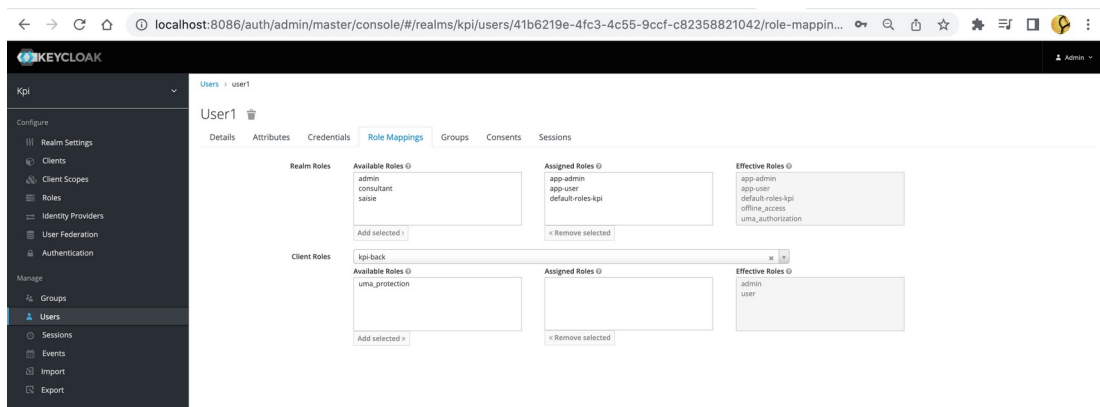 localhost:8086/auth/admin/master/console/#/realms/kpi/users/41b6219e-4fc3-4c55-9ccf-c82358821042/role-mappin...
KEYCLOAK
Admin
Kpi
Configure
Realm Settings
Clients
Client Scopes
Roles
Identity Providers
User Federation
Authentication
Manage
Groups
Users
Sessions
Events
Import
Export
Users > user1
User1
Details Attributes Credentials Role Mappings Groups Consents Sessions
Realm Roles
Available Roles
admin
consultant
saisie
Add selected ›
Assigned Roles
app-admin
app-user
default-roles-kpi
« Remove selected
Effective Roles
app-admin
app-user
default-roles-kpi
offline_access
uma_authorization
Client Roles
kpi-back
Available Roles
uma_protection
Add selected »
Assigned Roles
« Remove selected
Effective Roles
admin
user